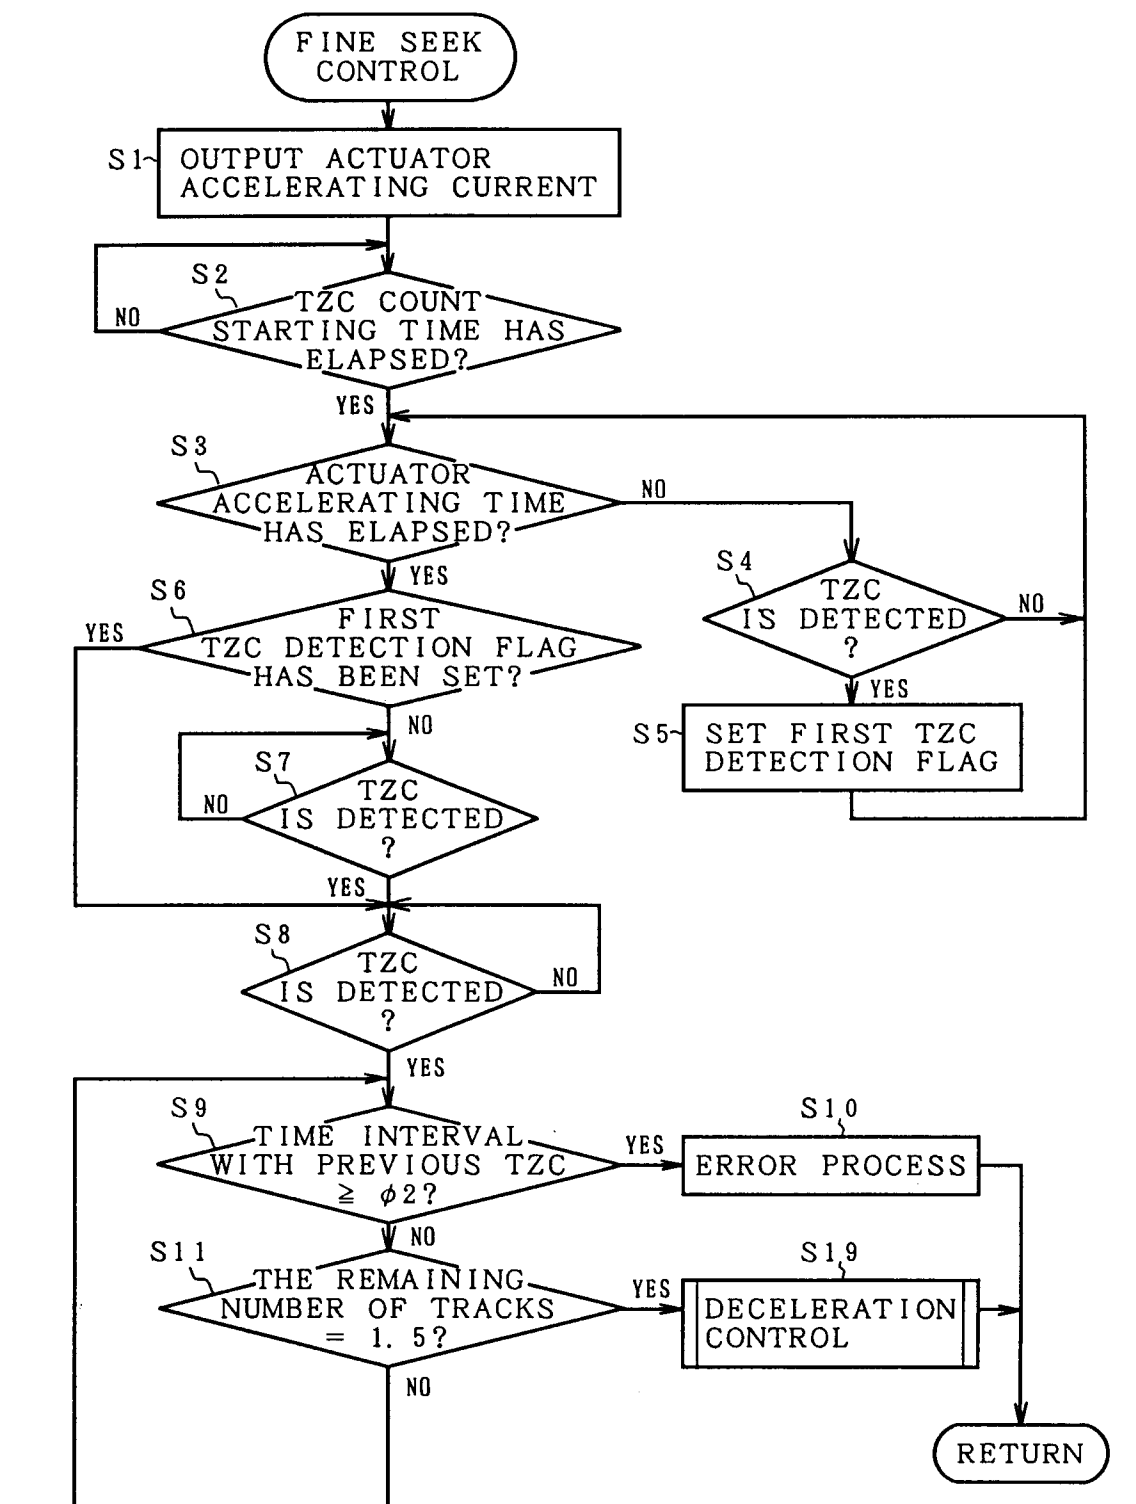 FINE SEEK
CONTROL
S1
OUTPUT ACTUATOR
ACCELERATING CURRENT
S2
TZC COUNT
STARTING TIME HAS
ELAPSED?
NO
YES
S3
ACTUATOR
ACCELERATING TIME
HAS ELAPSED?
NO
YES
S4
TZC
IS DETECTED
?
NO
YES
S5
SET FIRST TZC
DETECTION FLAG
S6
FIRST
TZC DETECTION FLAG
HAS BEEN SET?
YES
NO
S7
TZC
IS DETECTED
?
NO
YES
S8
TZC
IS DETECTED
?
NO
YES
S9
TIME INTERVAL
WITH PREVIOUS TZC
≧ φ2?
YES
NO
S10
ERROR PROCESS
S11
THE REMAINING
NUMBER OF TRACKS
= 1.5?
YES
NO
S19
DECELERATION
CONTROL
RETURN